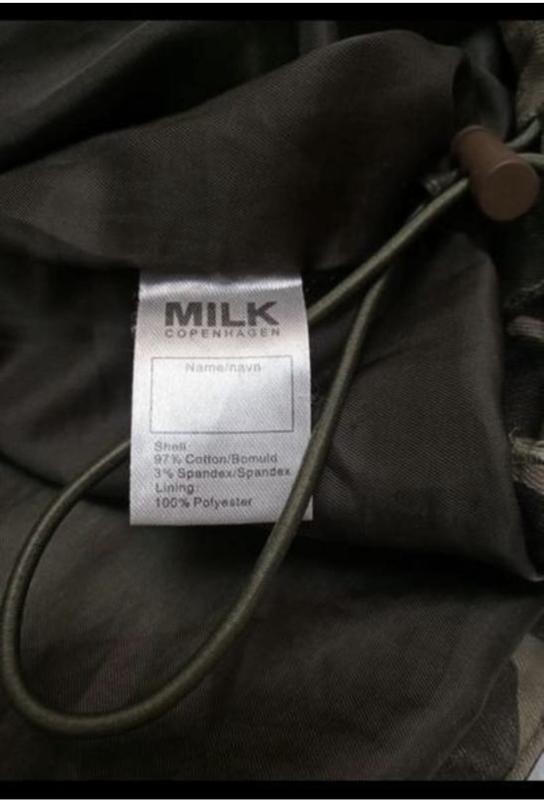 MILK
COPENHAGEN
Name/navn
Shell
97% Cotton/Bomuld
3% Spandex/Spandex
Lining:
100% Polyester